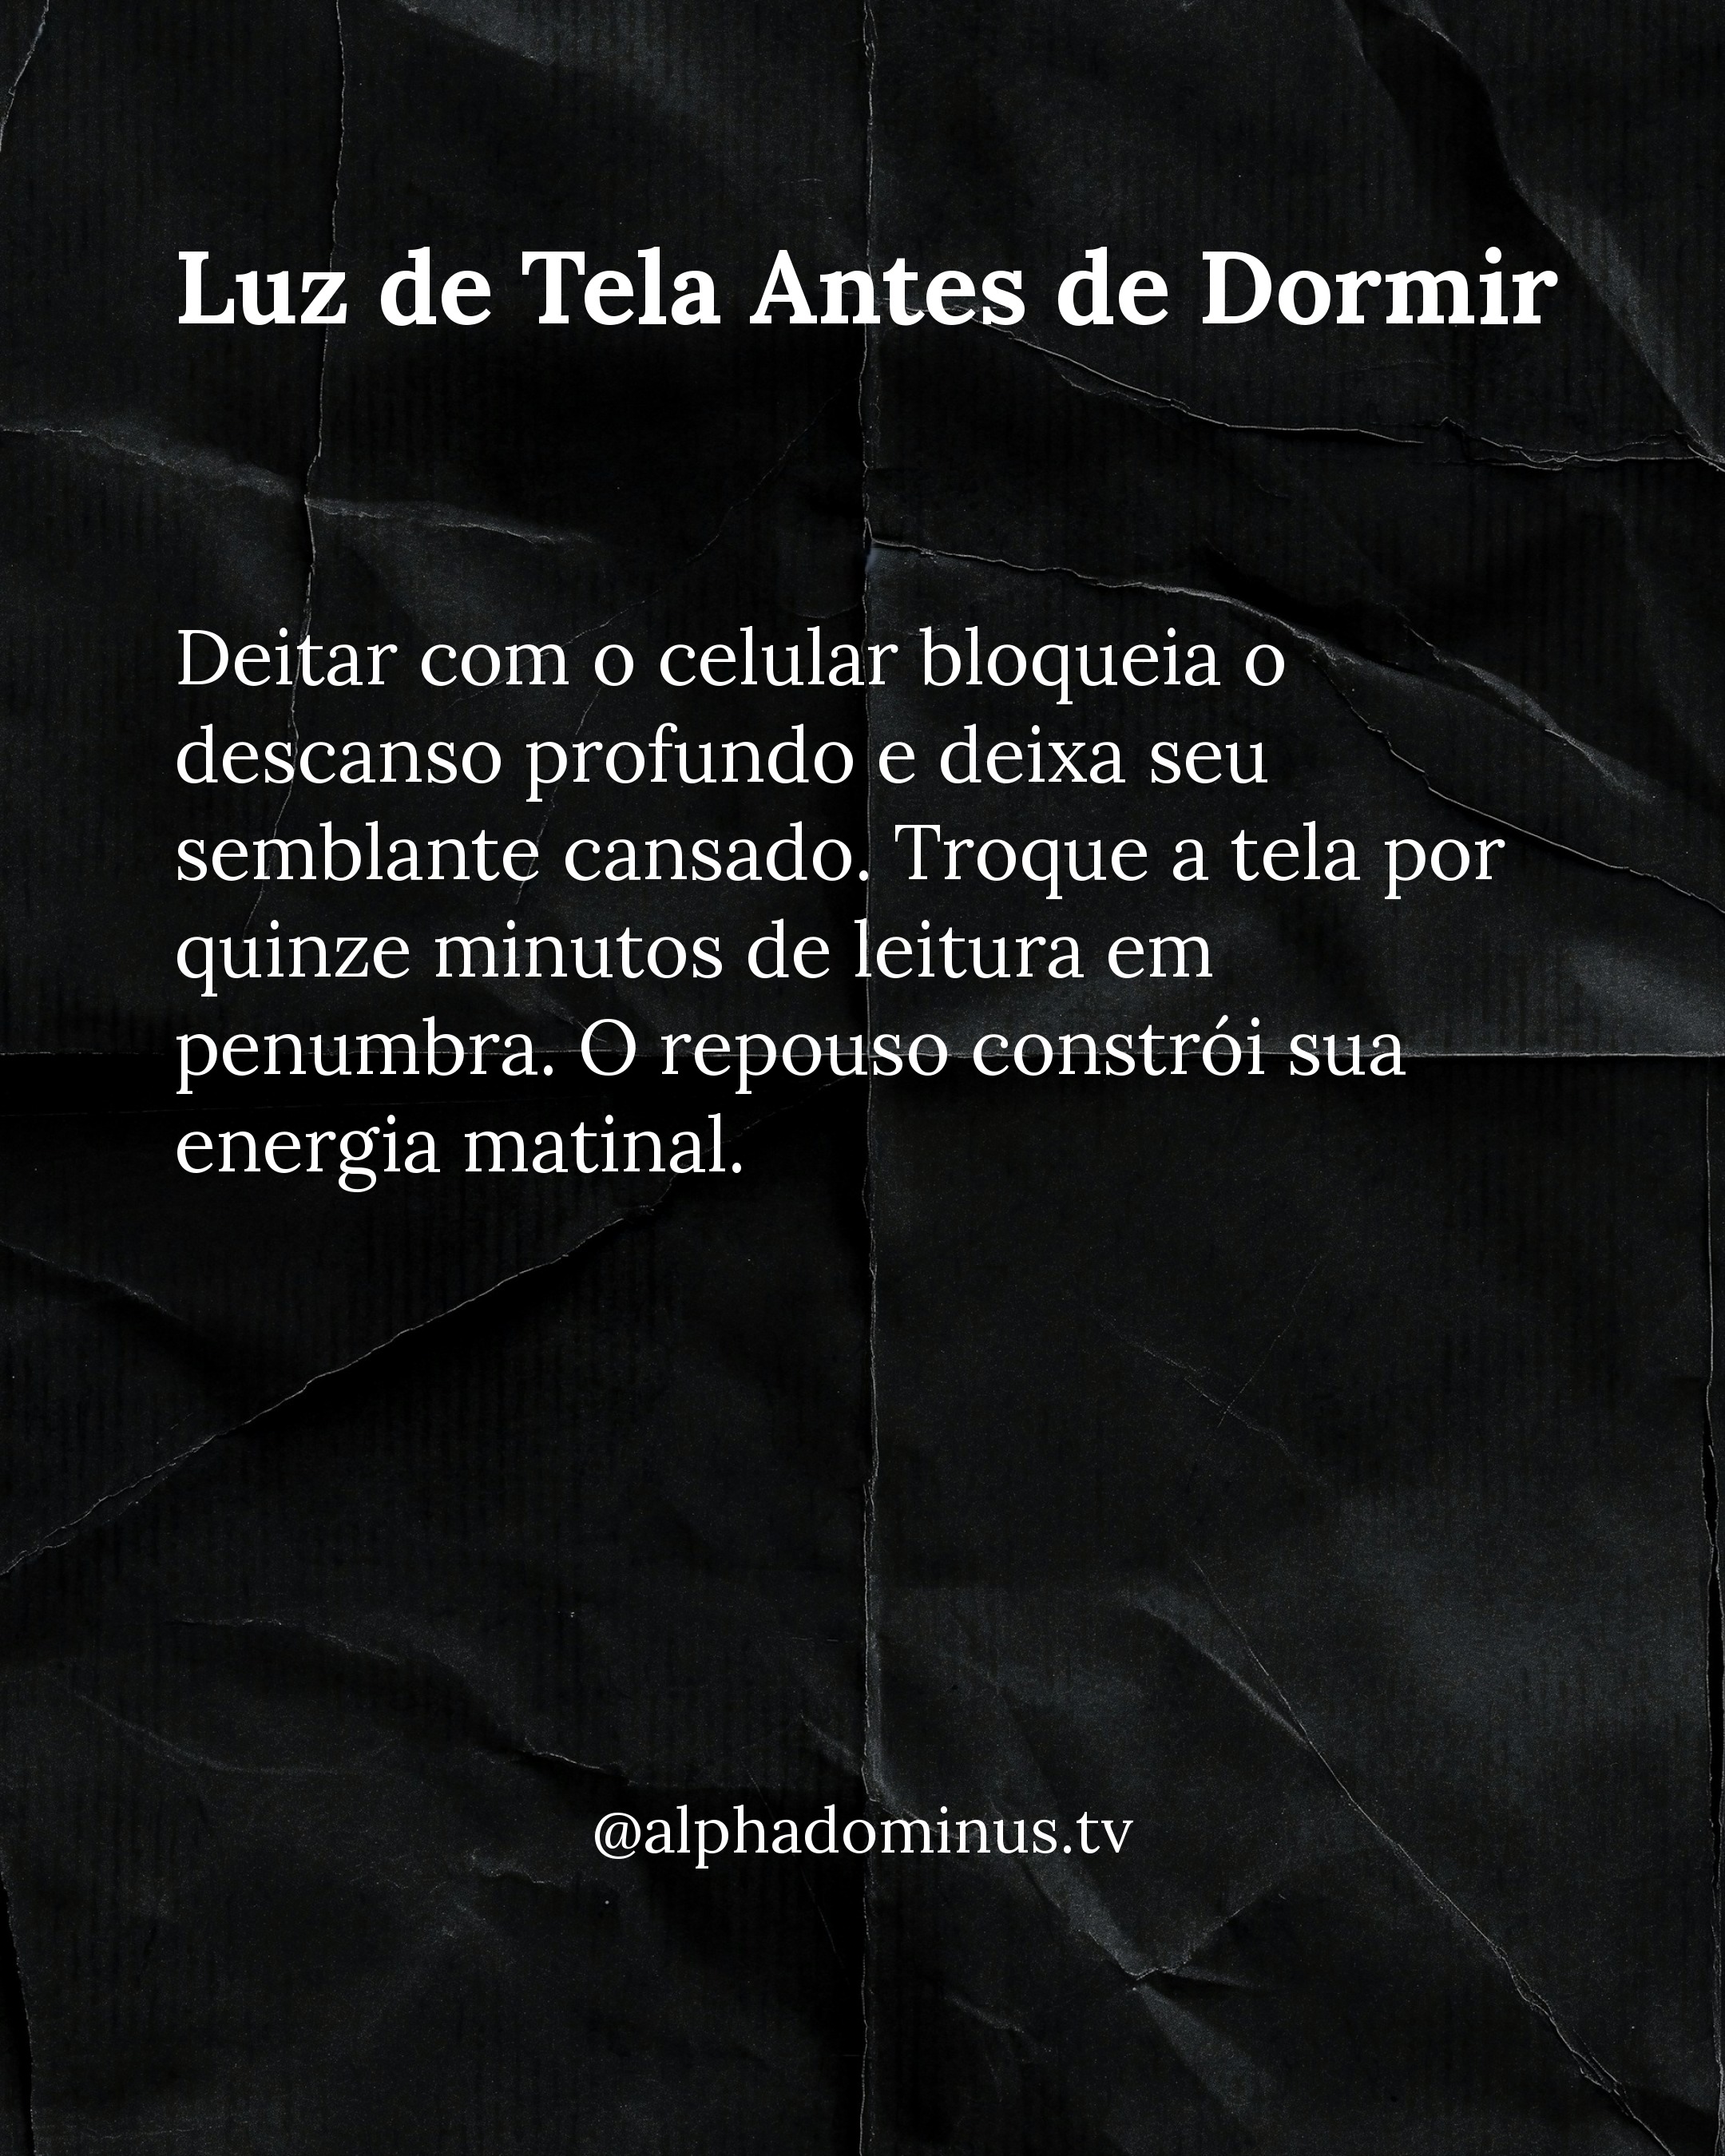 Luz de Tela Antes de Dormir
Deitar com o celular bloqueia o
descanso profundo e deixa seu
semblante cansado. Troque a tela por
quinze minutos de leitura em
penumbra. O repouso constrói sua
energia matinal.
@alphadominus.tv